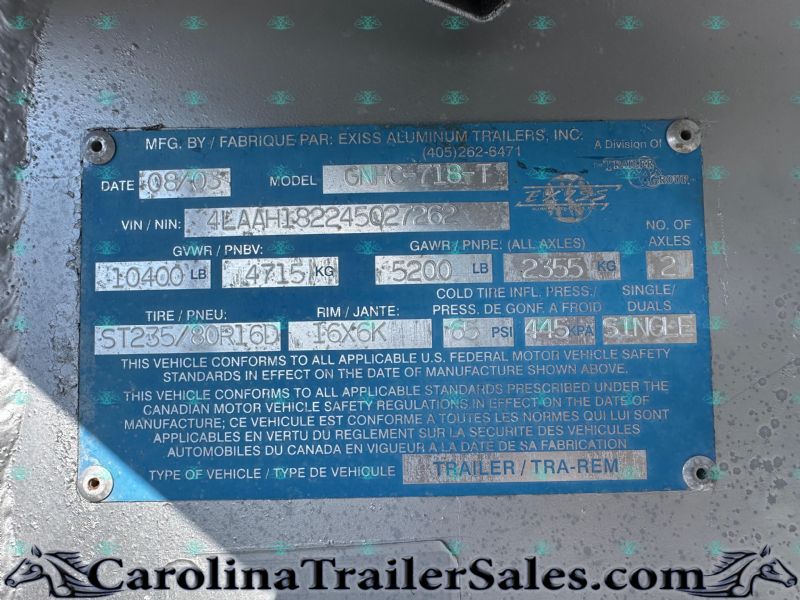 MFG. BY / FABRIQUE PAR: EXISS ALUMINUM TRAILERS, INC. A Division Of
(405)262-6471
THE TRAILER GROUP
DATE 08/03 MODEL GNHC-718-T EXISS
VIN / NIN: 4LAAH182245027262
GVWR / PNBV: GAWR / PNRE: (ALL AXLES) NO. OF AXLES
10400 LB 4715 KG 5200 LB 2355 KG 2
TIRE / PNEU: RIM / JANTE: COLD TIRE INFL. PRESS./ PRESS. DE GONF. A FROID SINGLE/ DUALS
ST235/80R16D 16X6K 65 PSI 445 KPA SINGLE
THIS VEHICLE CONFORMS TO ALL APPLICABLE U.S. FEDERAL MOTOR VEHICLE SAFETY
STANDARDS IN EFFECT ON THE DATE OF MANUFACTURE SHOWN ABOVE.
THIS VEHICLE CONFORMS TO ALL APPLICABLE STANDARDS PRESCRIBED UNDER THE
CANADIAN MOTOR VEHICLE SAFETY REGULATIONS IN EFFECT ON THE DATE OF
MANUFACTURE; CE VEHICULE EST CONFORME A TOUTES LES NORMES QUI LUI SONT
APPLICABLES EN VERTU DU REGLEMENT SUR LA SECURITE DES VEHICULES
AUTOMOBILES DU CANADA EN VIGUEUR A LA DATE DE SA FABRICATION
TYPE OF VEHICLE / TYPE DE VEHICULE TRAILER / TRA-REM
CarolinaTrailerSales.com